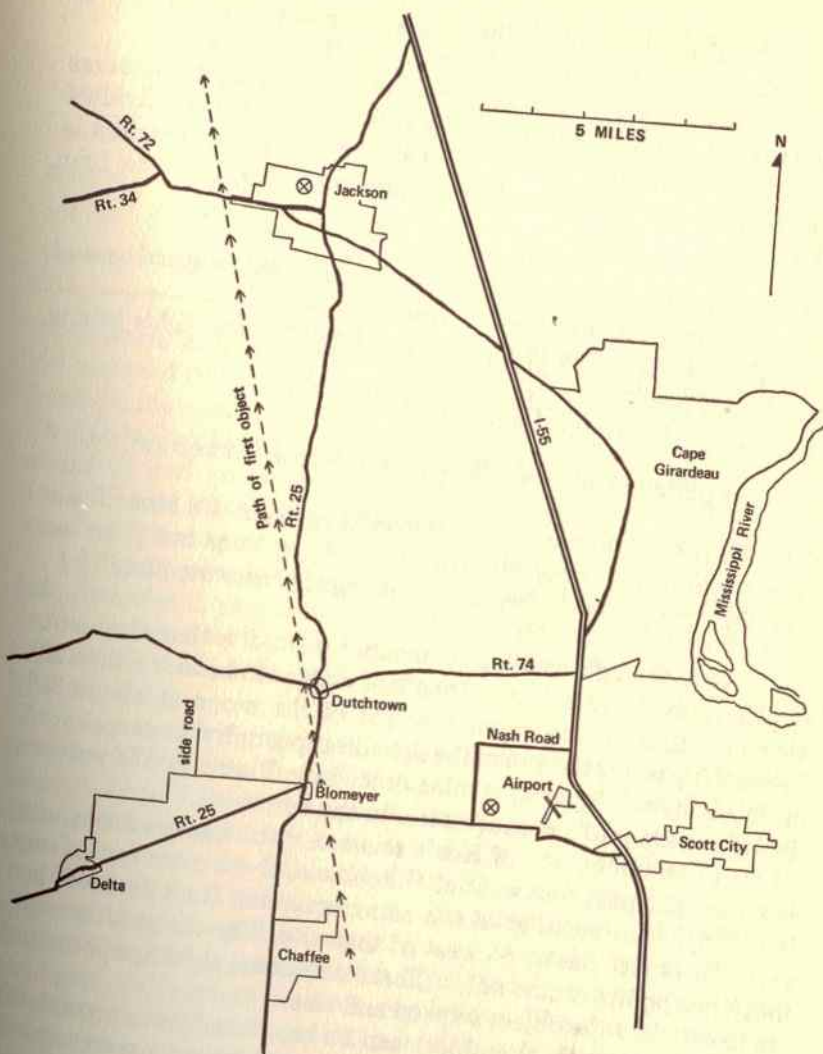 5 MILES
N
Rt. 72
Rt. 34
Jackson
Path of first object
Rt. 25
I-55
Cape
Girardeau
Mississippi River
Rt. 74
Dutchtown
side road
Nash Road
Blomeyer
Airport
Rt. 25
Scott City
Delta
Chaffee